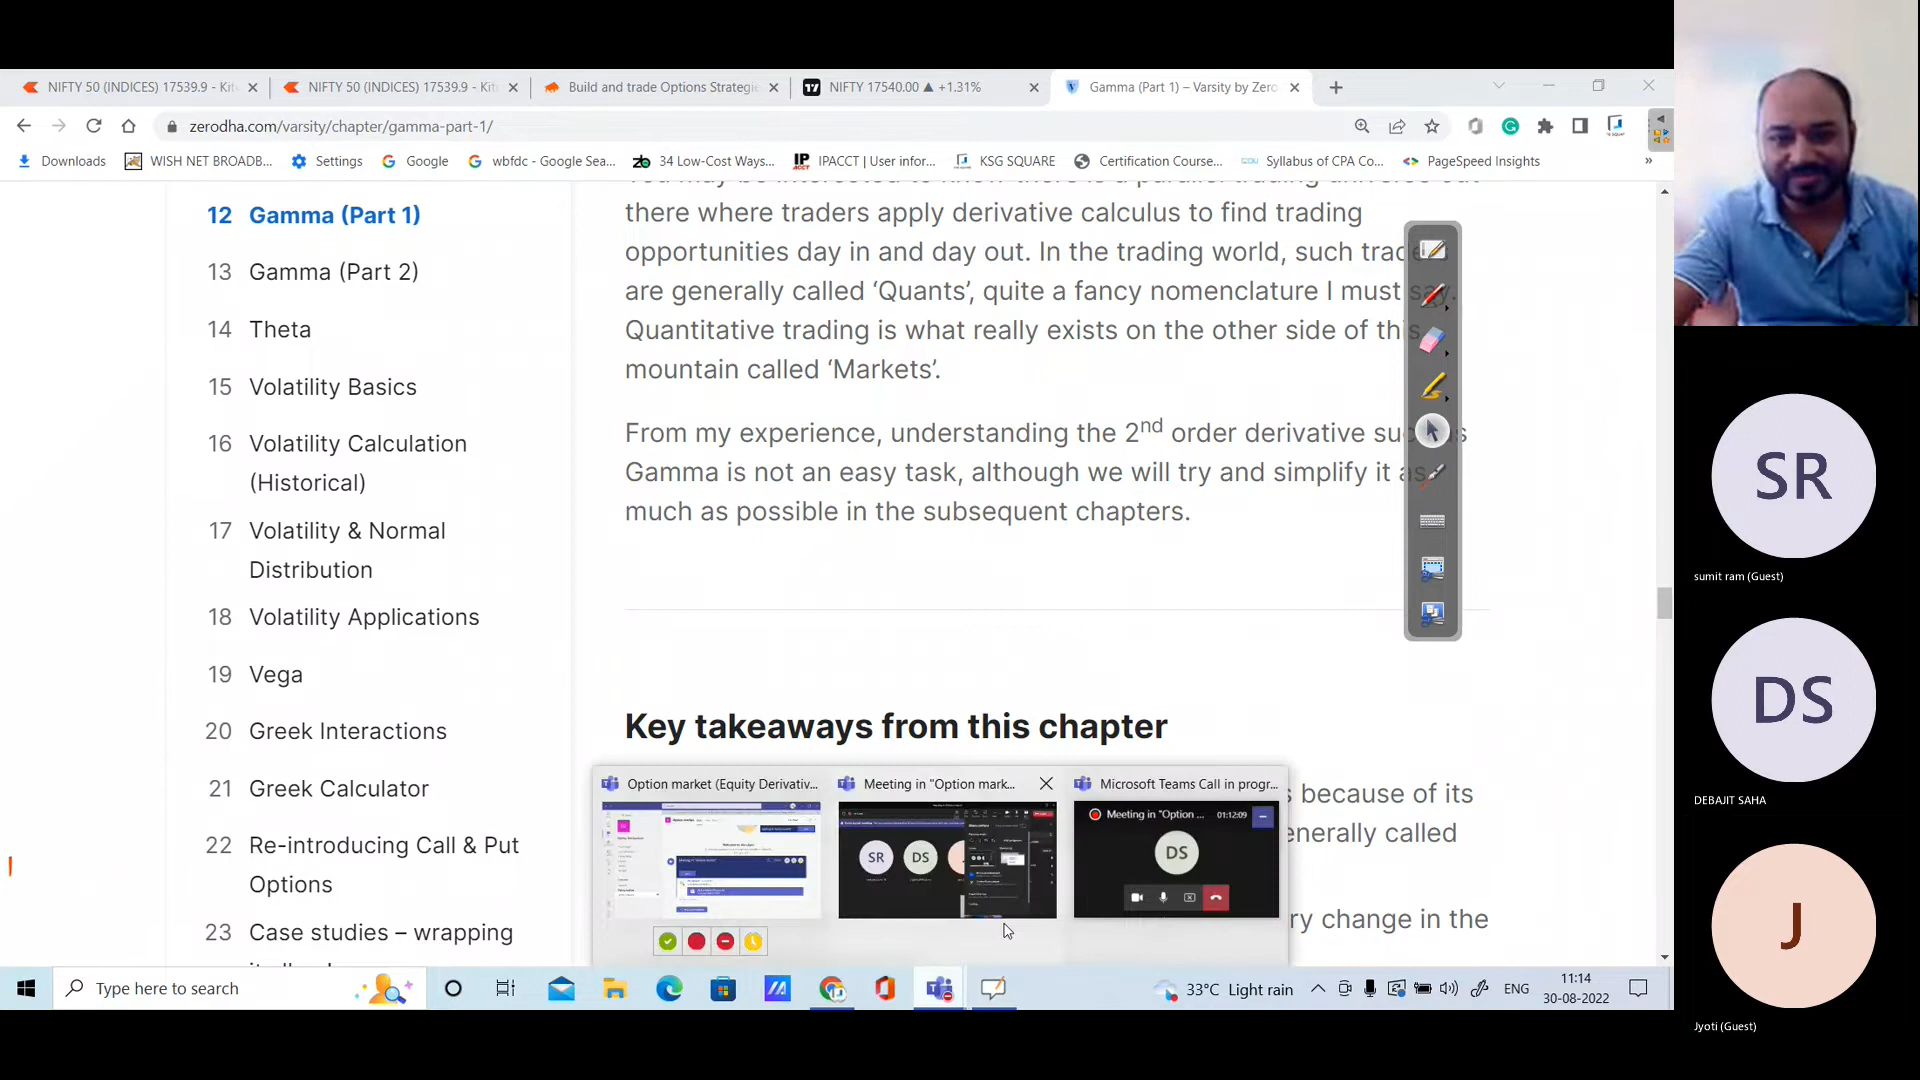 NIFTY 50 (INDICES) 17539.9 - Kit
NIFTY 50 (INDICES) 17539.9 - Kit
Build and trade Options Strategie
NIFTY 17540.00 ▲ +1.31%
Gamma (Part 1) – Varsity by Zero
zerodha.com/varsity/chapter/gamma-part-1/
Downloads
WISH NET BROADB...
Settings
Google
wbfdc - Google Sea...
34 Low-Cost Ways...
IPACCT | User infor...
KSG SQUARE
Certification Course...
Syllabus of CPA Co...
PageSpeed Insights
»
12 Gamma (Part 1)
13 Gamma (Part 2)
14 Theta
15 Volatility Basics
16 Volatility Calculation
(Historical)
17 Volatility & Normal
Distribution
18 Volatility Applications
19 Vega
20 Greek Interactions
21 Greek Calculator
22 Re-introducing Call & Put
Options
23 Case studies – wrapping
there where traders apply derivative calculus to find trading
opportunities day in and day out. In the trading world, such trade
are generally called ‘Quants’, quite a fancy nomenclature I must say.
Quantitative trading is what really exists on the other side of this
mountain called ‘Markets’.
From my experience, understanding the 2nd order derivative such as
Gamma is not an easy task, although we will try and simplify it as
much as possible in the subsequent chapters.
Key takeaways from this chapter
s because of its
enerally called
ry change in the
Option market (Equity Derivativ...
Meeting in "Option mark...
Microsoft Teams Call in progr...
SR
DS
Meeting in "Option ...
01:12:09
DS
Type here to search
33°C Light rain
ENG
11:14
30-08-2022
SR
sumit ram (Guest)
DS
DEBAJIT SAHA
J
Jyoti (Guest)